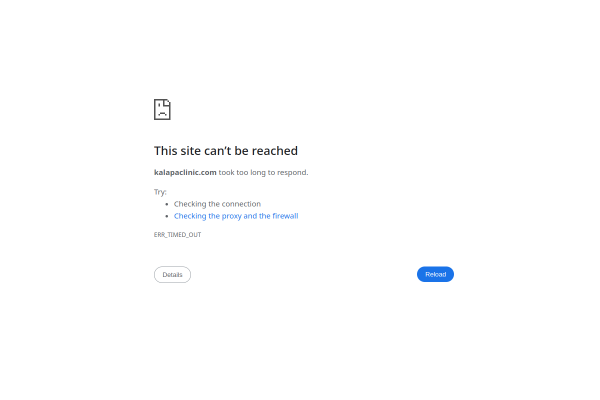 This site can’t be reached
kalapaclinic.com took too long to respond.
Try:
• Checking the connection
• Checking the proxy and the firewall
ERR_TIMED_OUT
Details
Reload